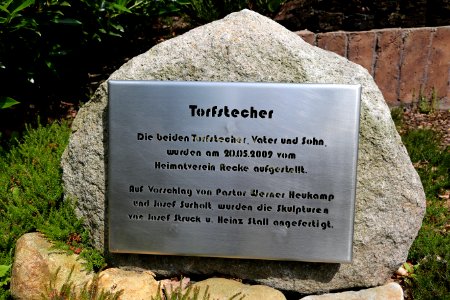 Torfstecher
Die beiden Torfstecher, Vater und Sohn,
wurden am 20.05.2009 vom
Heimatverein Recke aufgestellt.
Auf Vorschlag von Pastor Werner Heukamp
und Josef Surholt wurden die Skulpturen
von Josef Struck u. Heinz Stall angefertigt.